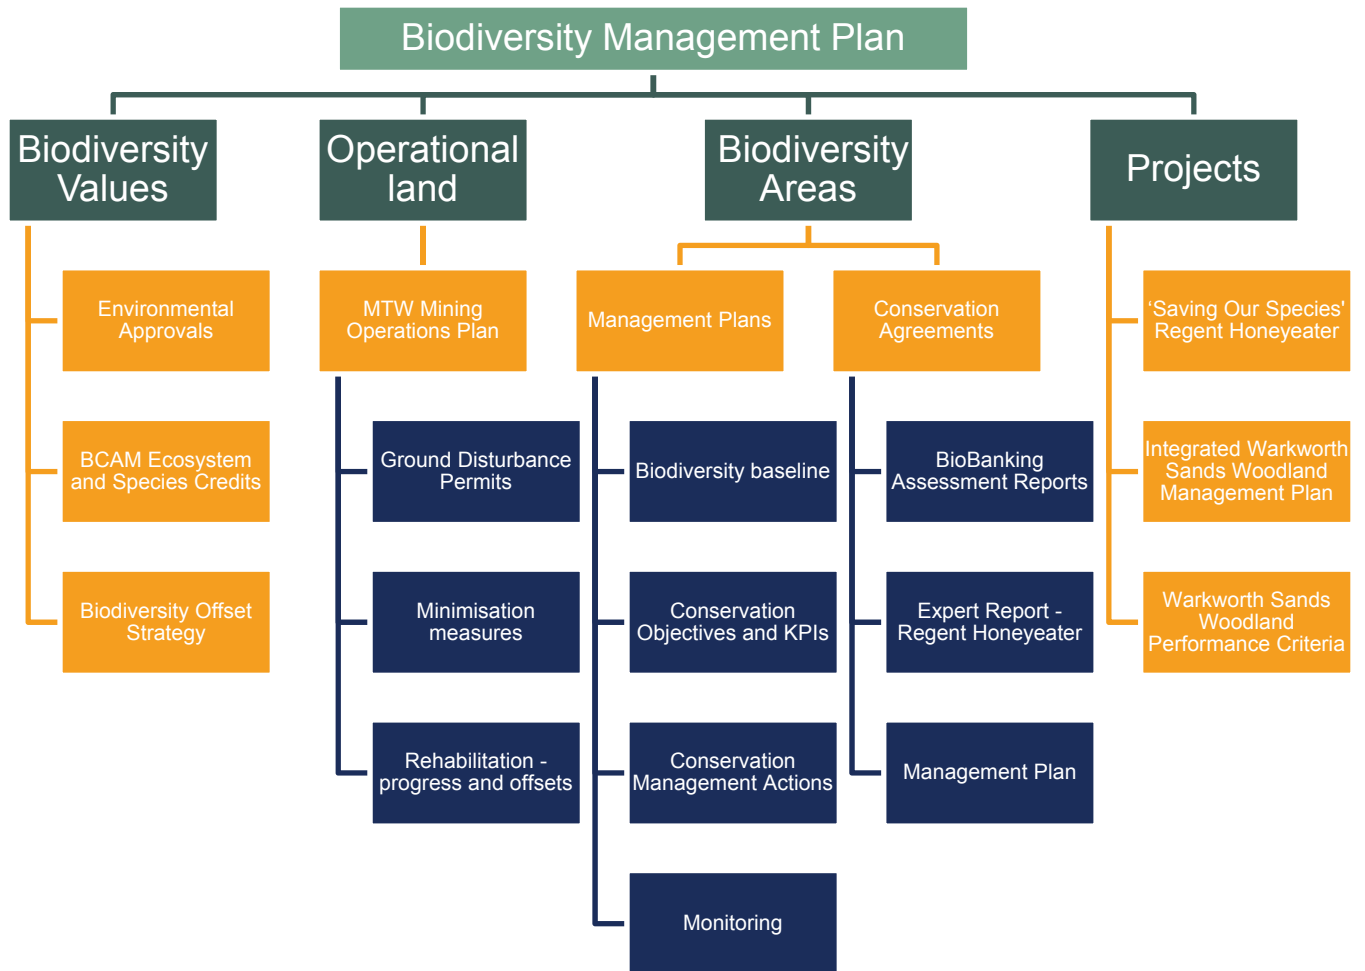 Biodiversity Management Plan
Biodiversity
Values
Operational
land
Biodiversity
Areas
Projects
Environmental
Approvals
BCAM Ecosystem
and Species Credits
Biodiversity Offset
Strategy
MTW Mining
Operations Plan
Ground Disturbance
Permits
Minimisation
measures
Rehabilitation -
progress and offsets
Management Plans
Biodiversity baseline
Conservation
Objectives and KPIs
Conservation
Management Actions
Monitoring
Conservation
Agreements
BioBanking
Assessment Reports
Expert Report -
Regent Honeyeater
Management Plan
‘Saving Our Species'
Regent Honeyeater
Integrated Warkworth
Sands Woodland
Management Plan
Warkworth Sands
Woodland
Performance Criteria